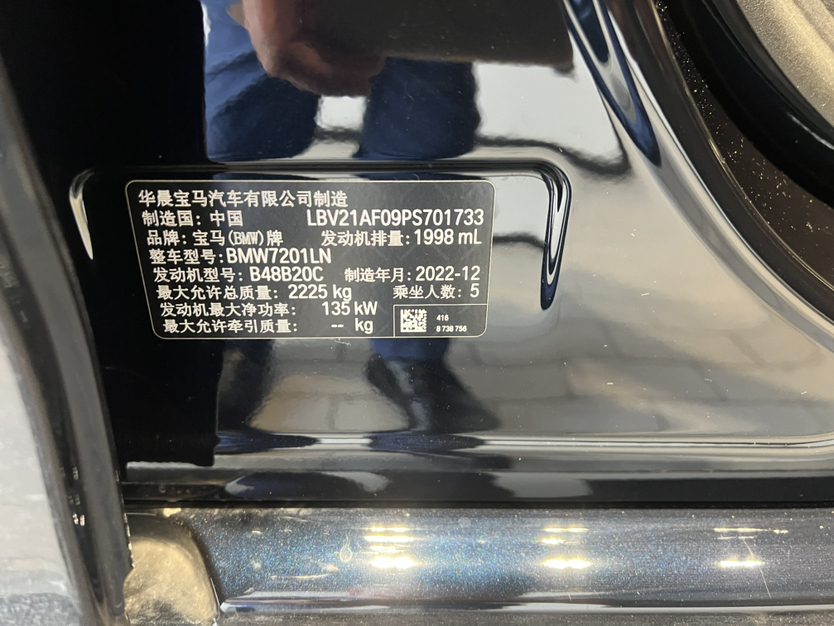 华晨宝马汽车有限公司制造
制造国: 中国 LBV21AF09PS701733
品牌: 宝马(BMW)牌 发动机排量: 1998 mL
整车型号: BMW7201LN
发动机型号: B48B20C 制造年月: 2022-12
最大允许总质量: 2225 kg 乘坐人数: 5
发动机最大净功率: 135 kW
最大允许牵引质量: -- kg
416
8 738 756